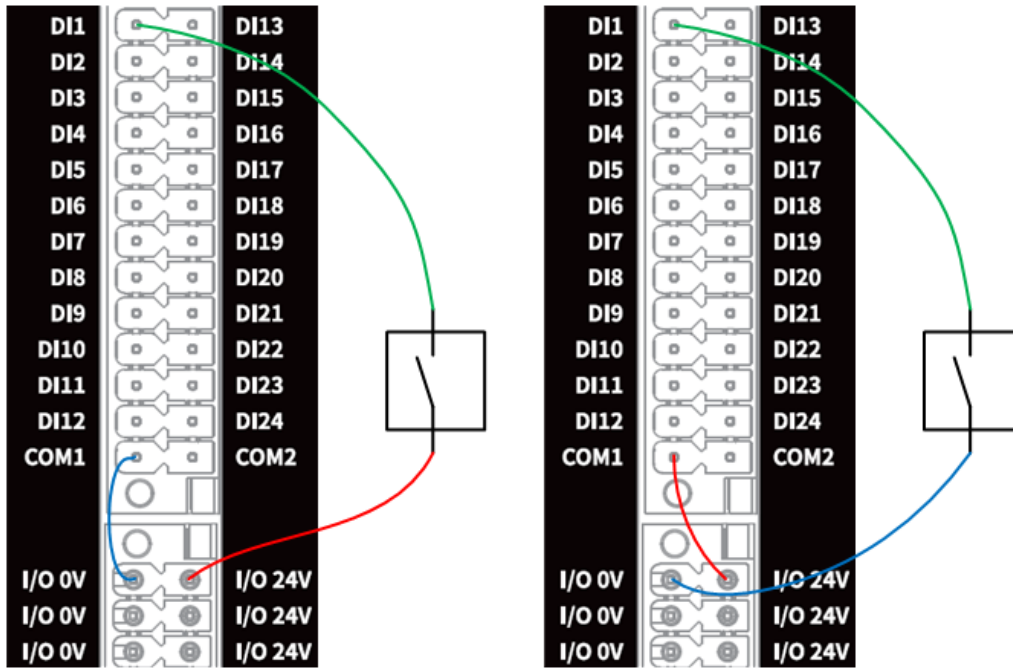 DI1 DI13 DI1 DI13
DI2 DI14 DI2 DI14
DI3 DI15 DI3 DI15
DI4 DI16 DI4 DI16
DI5 DI17 DI5 DI17
DI6 DI18 DI6 DI18
DI7 DI19 DI7 DI19
DI8 DI20 DI8 DI20
DI9 DI21 DI9 DI21
DI10 DI22 DI10 DI22
DI11 DI23 DI11 DI23
DI12 DI24 DI12 DI24
COM1 COM2 COM1 COM2
I/O 0V I/O 24V I/O 0V I/O 24V
I/O 0V I/O 24V I/O 0V I/O 24V
I/O 0V I/O 24V I/O 0V I/O 24V